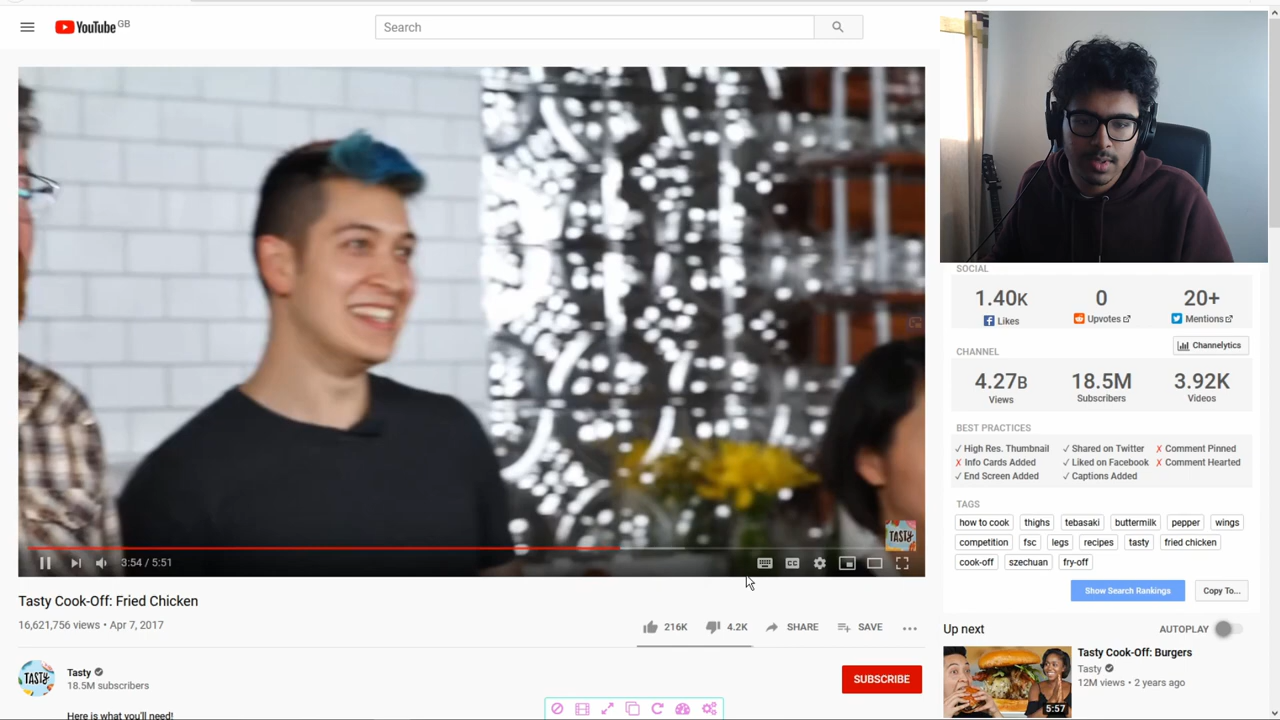 YouTube GB
Search
TASTY
3:54 / 5:51
CC
Tasty Cook-Off: Fried Chicken
16,621,756 views • Apr 7, 2017
216K
4.2K
SHARE
SAVE
Tasty
18.5M subscribers
SUBSCRIBE
Here is what you'll need!
SOCIAL
1.40K
0
20+
Likes
Upvotes
Mentions
CHANNEL
Channelytics
4.27B
18.5M
3.92K
Views
Subscribers
Videos
BEST PRACTICES
✓ High Res. Thumbnail
✓ Shared on Twitter
✗ Comment Pinned
✗ Info Cards Added
✓ Liked on Facebook
✗ Comment Hearted
✓ End Screen Added
✓ Captions Added
TAGS
how to cook
thighs
tebasaki
buttermilk
pepper
wings
competition
fsc
legs
recipes
tasty
fried chicken
cook-off
szechuan
fry-off
Show Search Rankings
Copy To...
Up next
AUTOPLAY
Tasty Cook-Off: Burgers
Tasty
12M views • 2 years ago
5:57